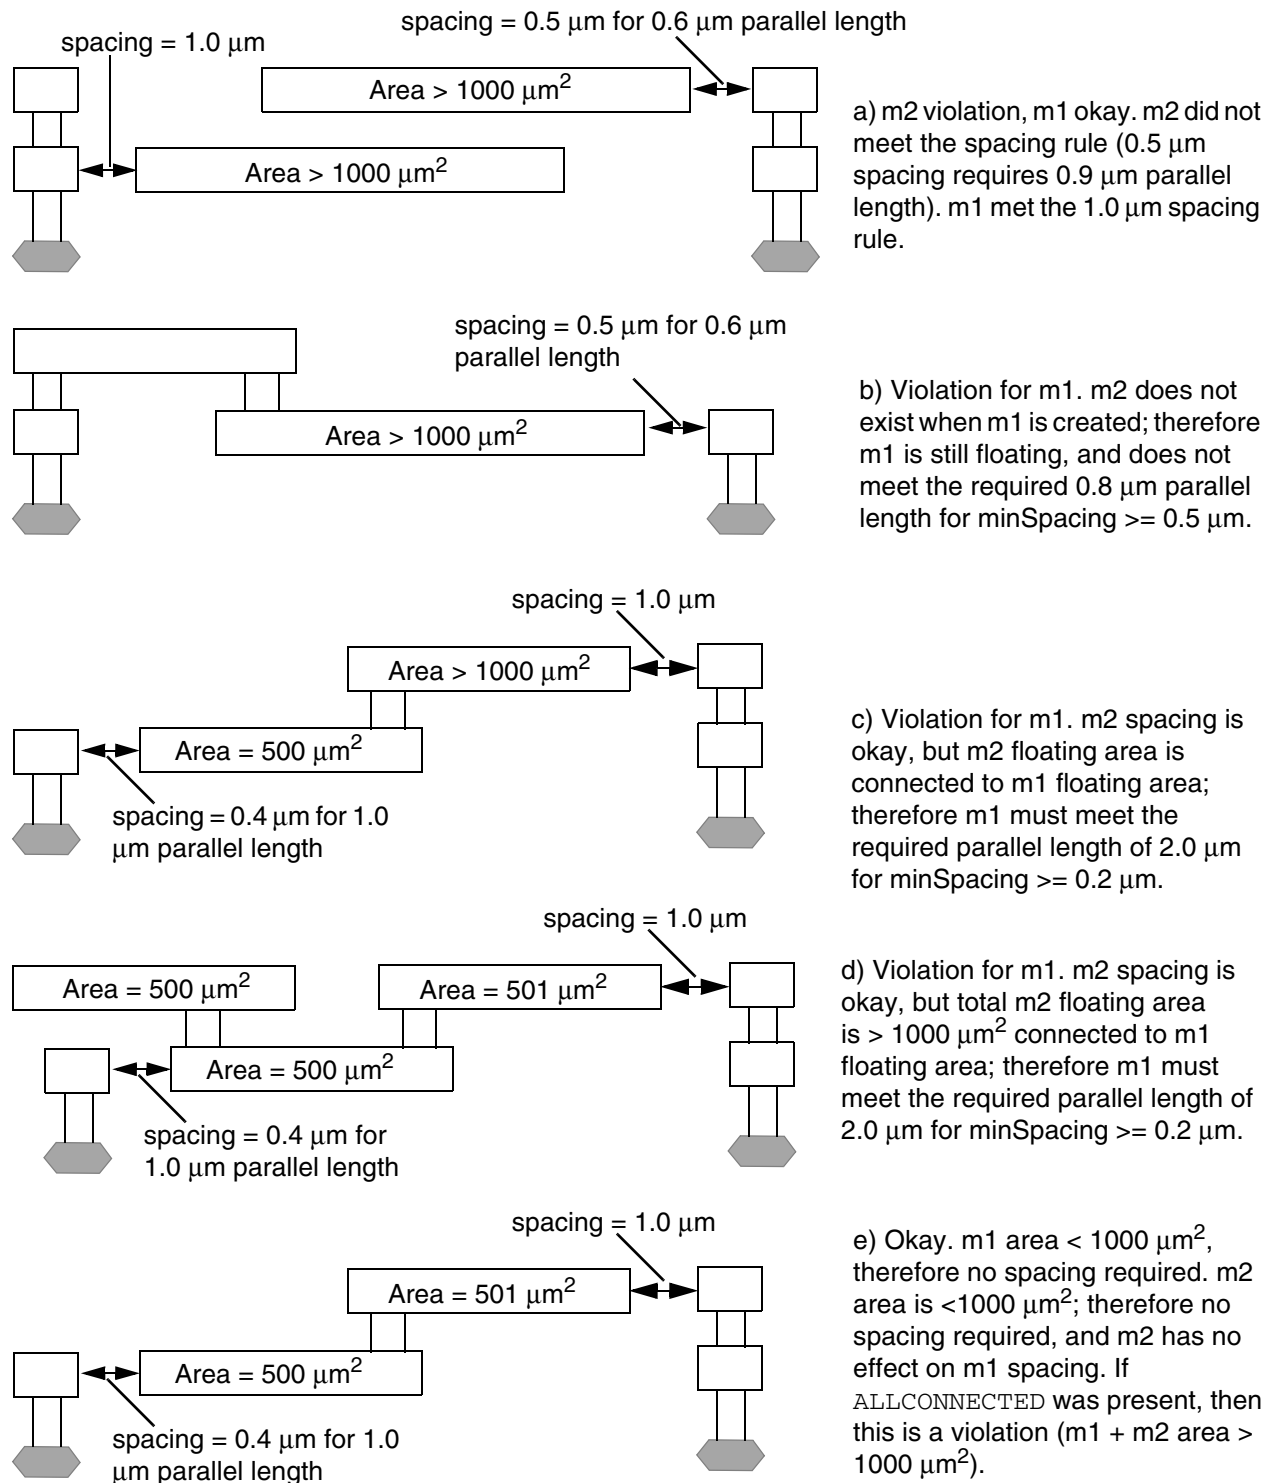 spacing = 0.5 μm for 0.6 μm parallel length
spacing = 1.0 μm
Area > 1000 μm²
Area > 1000 μm²
a) m2 violation, m1 okay. m2 did not
meet the spacing rule (0.5 μm
spacing requires 0.9 μm parallel
length). m1 met the 1.0 μm spacing
rule.
spacing = 0.5 μm for 0.6 μm
parallel length
Area > 1000 μm²
b) Violation for m1. m2 does not
exist when m1 is created; therefore
m1 is still floating, and does not
meet the required 0.8 μm parallel
length for minSpacing >= 0.5 μm.
spacing = 1.0 μm
Area > 1000 μm²
Area = 500 μm²
spacing = 0.4 μm for 1.0
μm parallel length
c) Violation for m1. m2 spacing is
okay, but m2 floating area is
connected to m1 floating area;
therefore m1 must meet the
required parallel length of 2.0 μm
for minSpacing >= 0.2 μm.
spacing = 1.0 μm
Area = 500 μm²
Area = 501 μm²
Area = 500 μm²
spacing = 0.4 μm for
1.0 μm parallel length
d) Violation for m1. m2 spacing is
okay, but total m2 floating area
is > 1000 μm² connected to m1
floating area; therefore m1 must
meet the required parallel length of
2.0 μm for minSpacing >= 0.2 μm.
spacing = 1.0 μm
Area = 501 μm²
Area = 500 μm²
spacing = 0.4 μm for 1.0
μm parallel length
e) Okay. m1 area < 1000 μm²,
therefore no spacing required. m2
area is <1000 μm²; therefore no
spacing required, and m2 has no
effect on m1 spacing. If
ALLCONNECTED was present, then
this is a violation (m1 + m2 area >
1000 μm²).